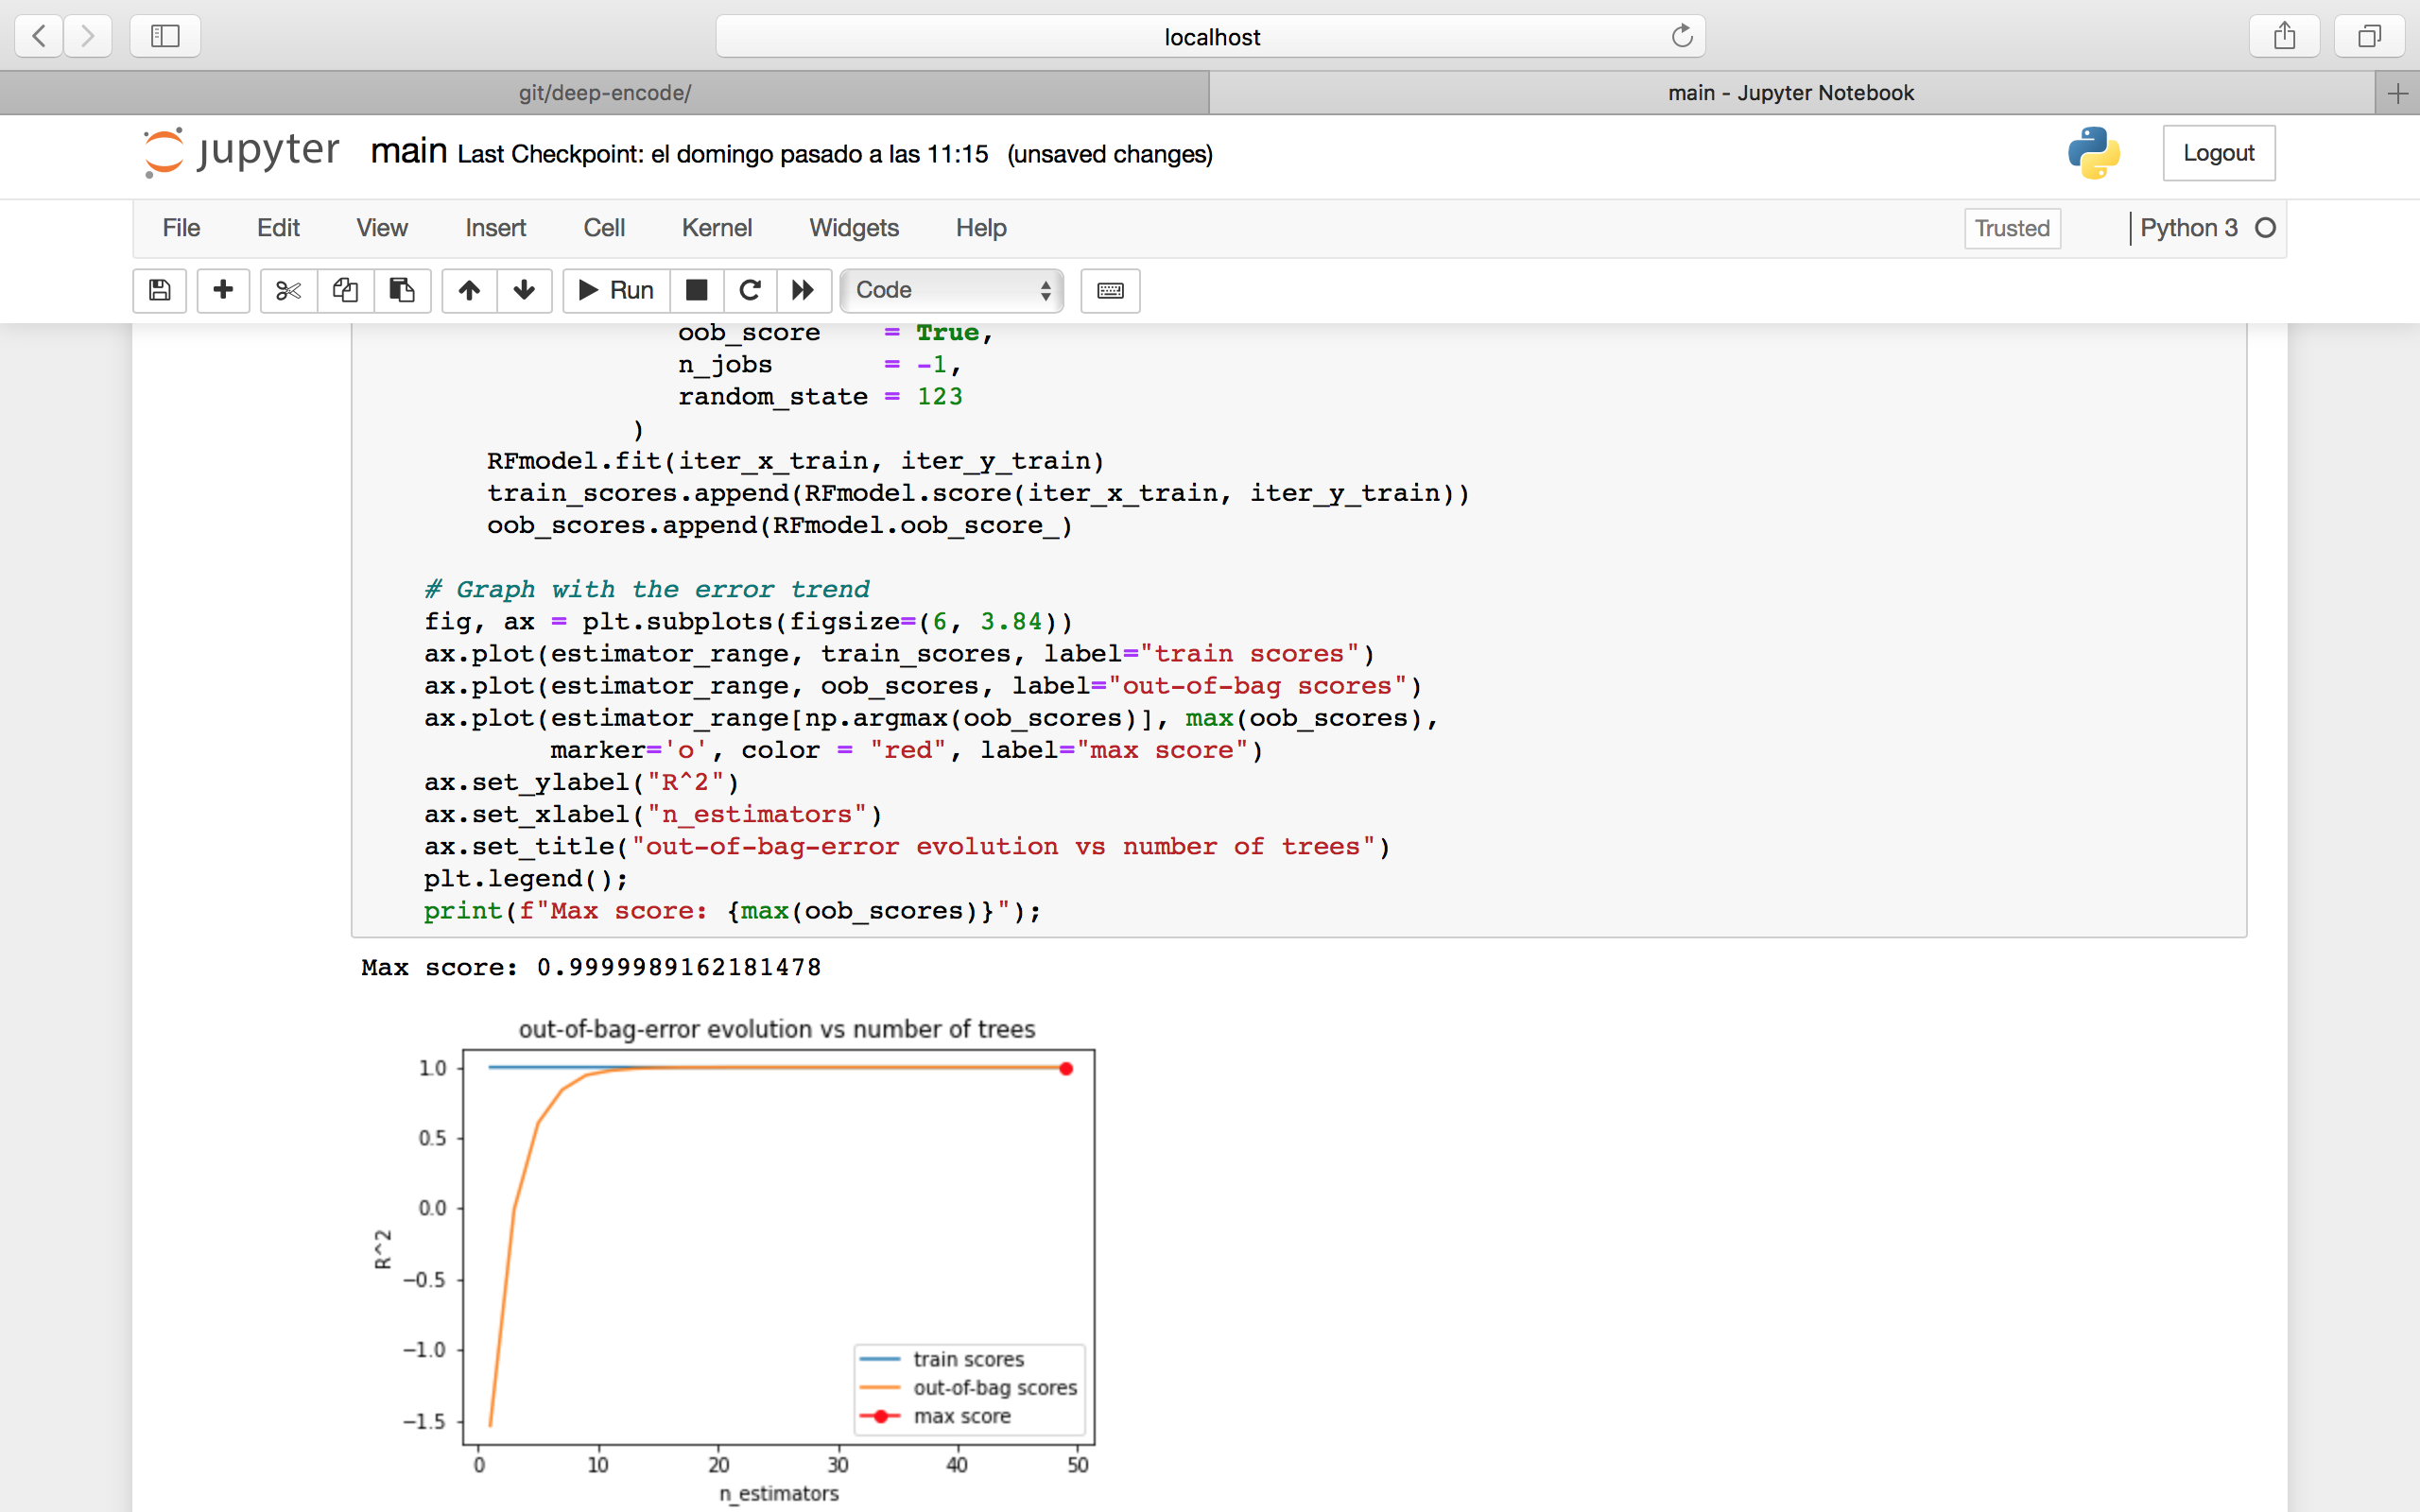 localhost
git/deep-encode/
main - Jupyter Notebook
jupyter main Last Checkpoint: el domingo pasado a las 11:15 (unsaved changes)
Logout
File Edit View Insert Cell Kernel Widgets Help
Trusted
Python 3
Run
Code
oob_score    = True,
n_jobs       = -1,
random_state = 123
)
RFmodel.fit(iter_x_train, iter_y_train)
train_scores.append(RFmodel.score(iter_x_train, iter_y_train))
oob_scores.append(RFmodel.oob_score_)
# Graph with the error trend
fig, ax = plt.subplots(figsize=(6, 3.84))
ax.plot(estimator_range, train_scores, label="train scores")
ax.plot(estimator_range, oob_scores, label="out-of-bag scores")
ax.plot(estimator_range[np.argmax(oob_scores)], max(oob_scores),
marker='o', color = "red", label="max score")
ax.set_ylabel("R^2")
ax.set_xlabel("n_estimators")
ax.set_title("out-of-bag-error evolution vs number of trees")
plt.legend();
print(f"Max score: {max(oob_scores)}");
Max score: 0.9999989162181478
out-of-bag-error evolution vs number of trees
1.0
0.5
0.0
R^2
−0.5
−1.0
−1.5
train scores
out-of-bag scores
max score
0 10 20 30 40 50
n_estimators